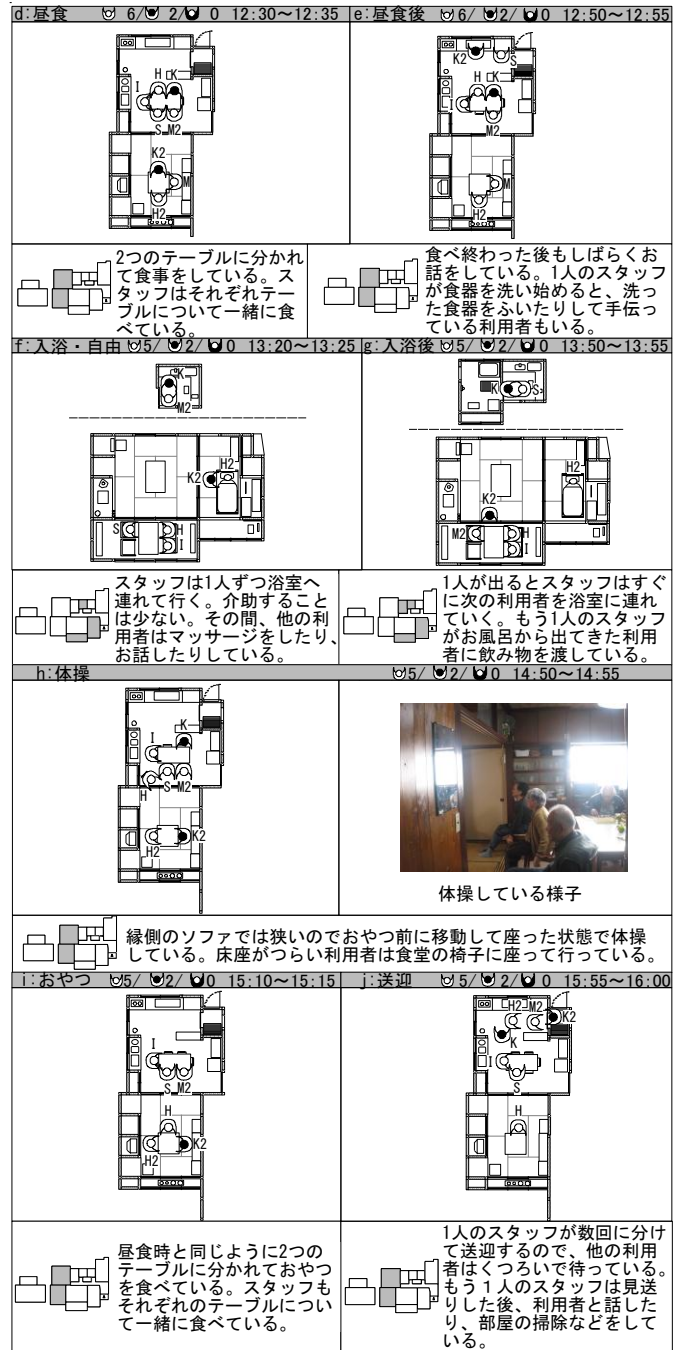 d:昼食 6/ 2/ 0 12:30～12:35
H K
I
S M2
K2
M
H2
2つのテーブルに分かれ
て食事をしている。ス
タッフはそれぞれテー
ブルについて一緒に食
べている。
e:昼食後 6/ 2/ 0 12:50～12:55
K2 S
H K
I
M2
M
H2
食べ終わった後もしばらくお
話をしている。1人のスタッフ
が食器を洗い始めると、洗っ
た食器をふいたりして手伝っ
ている利用者もいる。
f:入浴・自由 5/ 2/ 0 13:20～13:25
K
M2
H2
K2
S H
I
スタッフは1人ずつ浴室へ
連れて行く。介助すること
は少ない。その間、他の利
用者はマッサージをしたり、
お話したりしている。
g:入浴後 5/ 2/ 0 13:50～13:55
K S
H2
K2
M2 H
I
1人が出るとスタッフはすぐ
に次の利用者を浴室に連れ
ていく。もう1人のスタッフ
がお風呂から出てきた利用
者に飲み物を渡している。
h:体操 5/ 2/ 0 14:50～14:55
K
I
H S M2
K2
H2
体操している様子
縁側のソファでは狭いのでおやつ前に移動して座った状態で体操
している。床座がつらい利用者は食堂の椅子に座って行っている。
i:おやつ 5/ 2/ 0 15:10～15:15
I
S M2
H
K2
H2
昼食時と同じように2つの
テーブルに分かれておやつ
を食べている。スタッフも
それぞれのテーブルについ
て一緒に食べている。
j:送迎 5/ 2/ 0 15:55～16:00
H2 M2
K2
K
I
S
H
1人のスタッフが数回に分け
て送迎するので、他の利用
者はくつろいで待っている。
もう１人のスタッフは見送
りした後、利用者と話した
り、部屋の掃除などをして
いる。